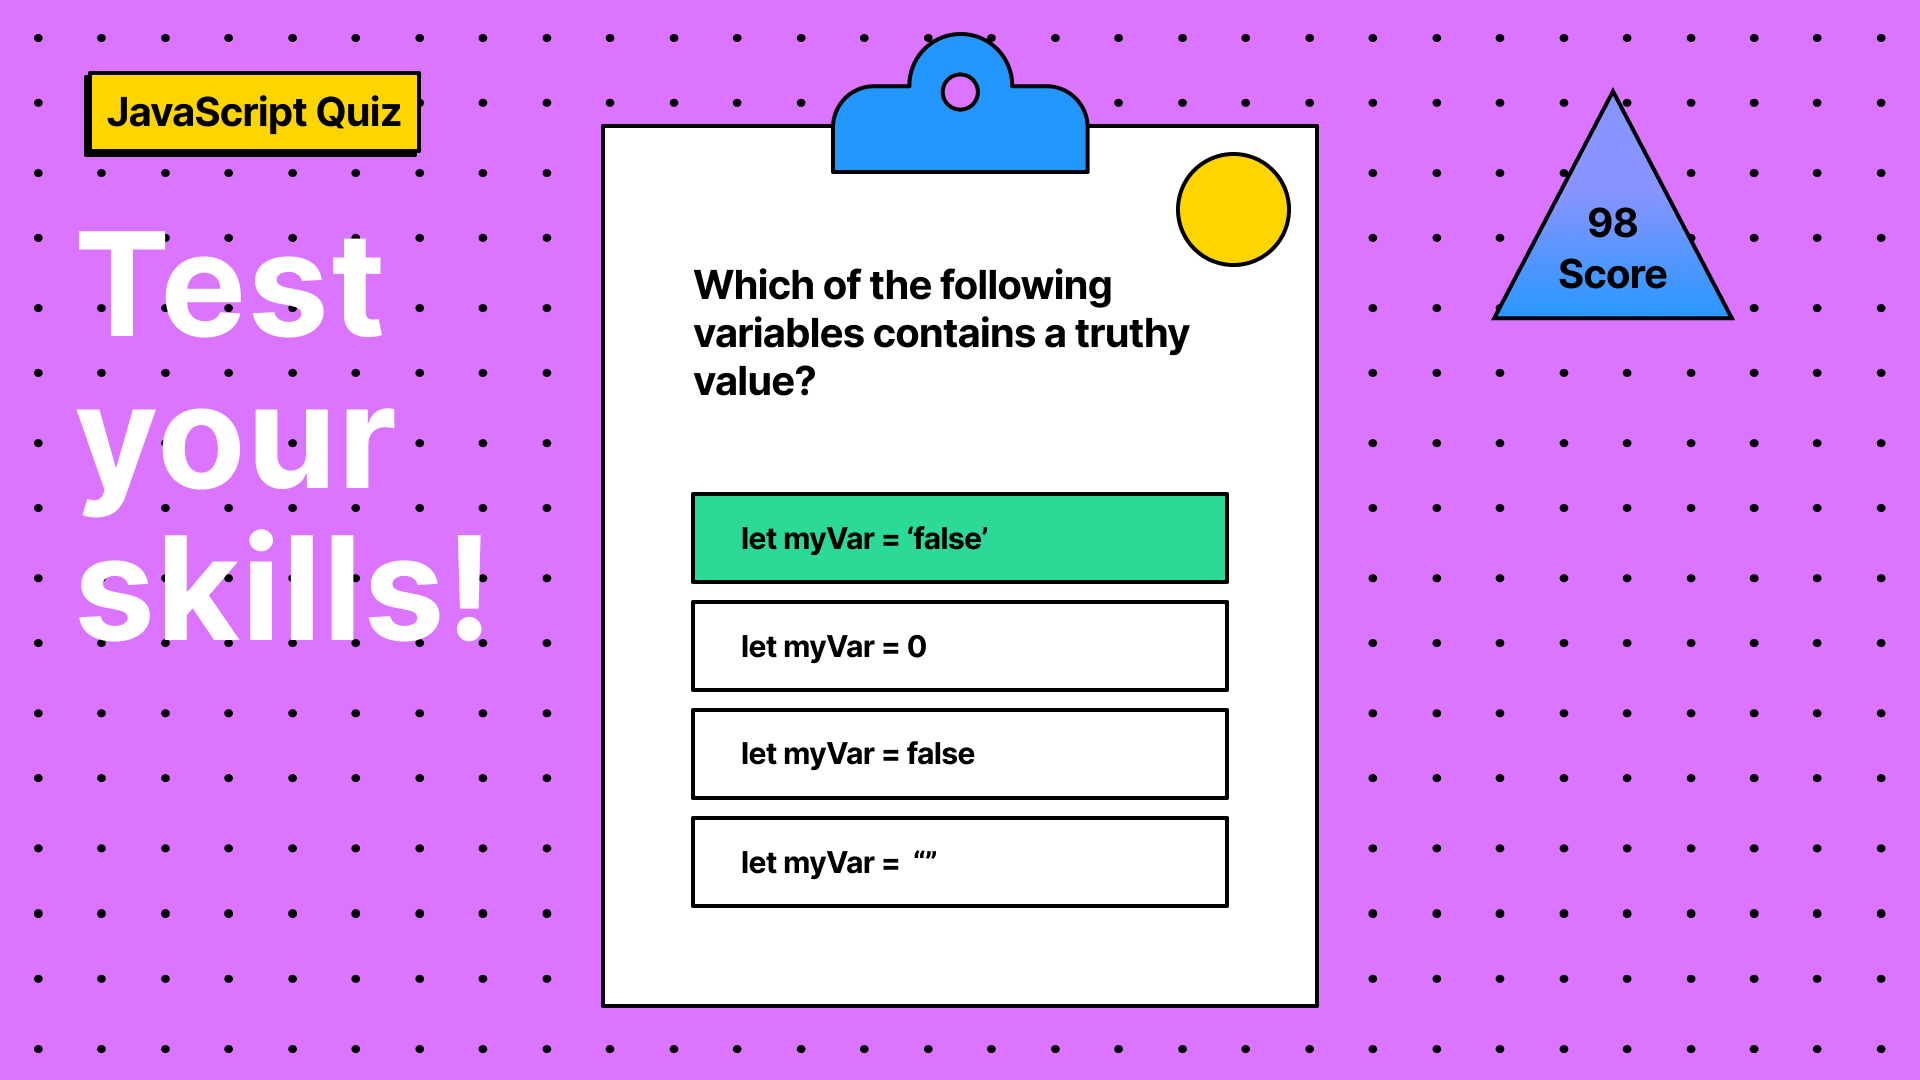 JavaScript Quiz
Test
your
skills!
Which of the following
variables contains a truthy
value?
let myVar = ‘false’
let myVar = 0
let myVar = false
let myVar =  “”
98
Score